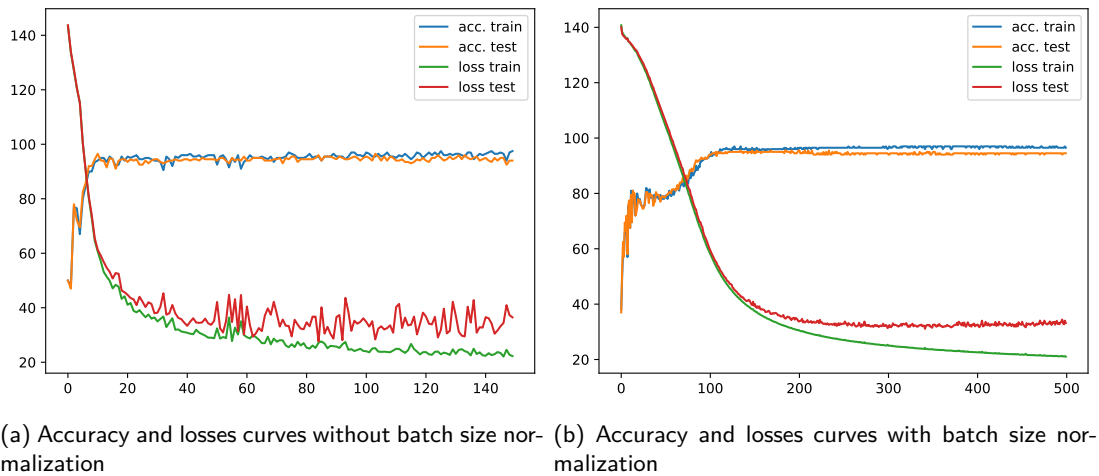 acc. train
acc. test
loss train
loss test
140
120
100
80
60
40
20
0 20 40 60 80 100 120 140
acc. train
acc. test
loss train
loss test
140
120
100
80
60
40
20
0 100 200 300 400 500
(a) Accuracy and losses curves without batch size nor-
malization
(b) Accuracy and losses curves with batch size nor-
malization